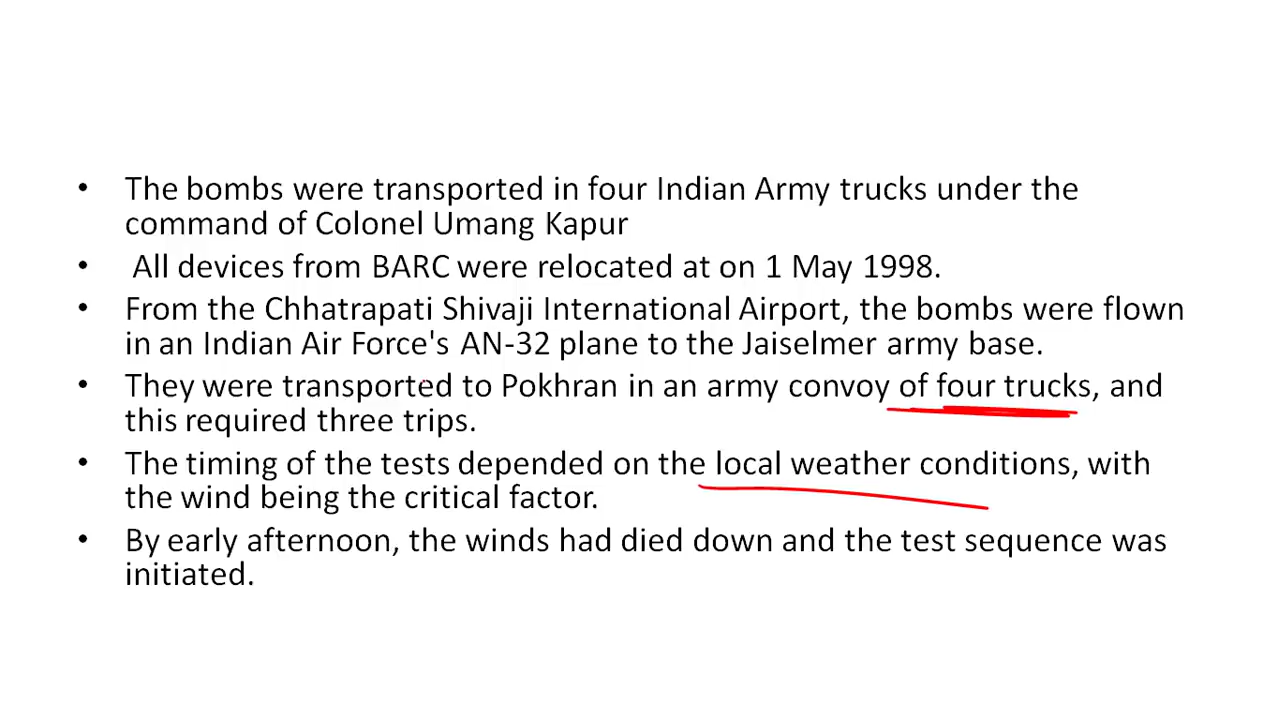 • The bombs were transported in four Indian Army trucks under the
command of Colonel Umang Kapur
• All devices from BARC were relocated at on 1 May 1998.
• From the Chhatrapati Shivaji International Airport, the bombs were flown
in an Indian Air Force's AN-32 plane to the Jaiselmer army base.
• They were transported to Pokhran in an army convoy of four trucks, and
this required three trips.
• The timing of the tests depended on the local weather conditions, with
the wind being the critical factor.
• By early afternoon, the winds had died down and the test sequence was
initiated.